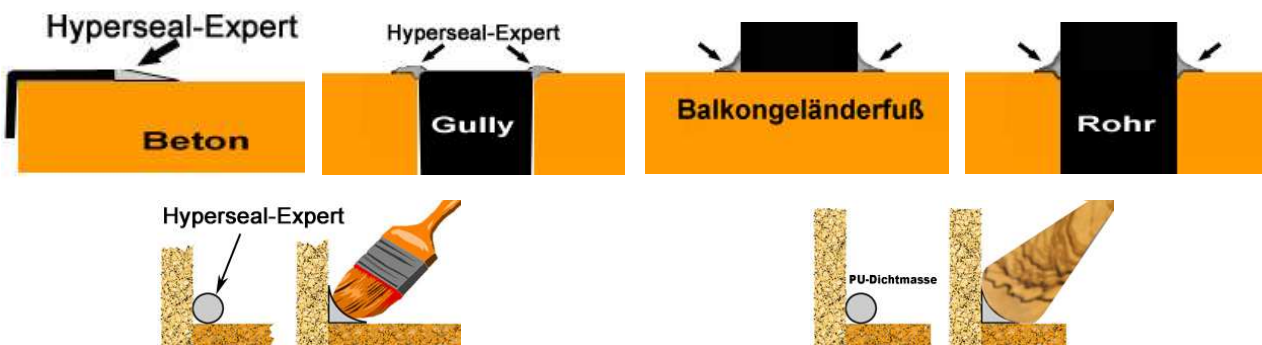 Hyperseal-Expert
Beton
Hyperseal-Expert
Gully
Balkongeländerfuß
Rohr
Hyperseal-Expert
PU-Dichtmasse